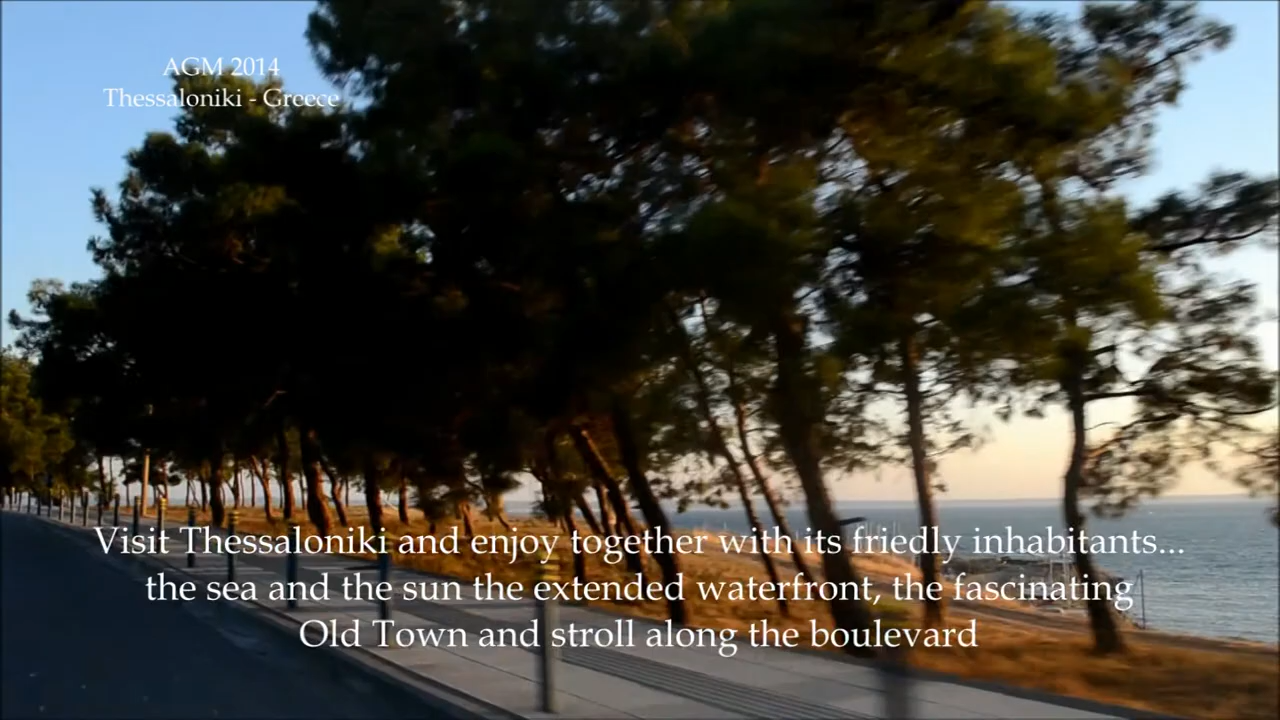 AGM 2014
Thessaloniki - Greece
Visit Thessaloniki and enjoy together with its friedly inhabitants...
the sea and the sun the extended waterfront, the fascinating
Old Town and stroll along the boulevard